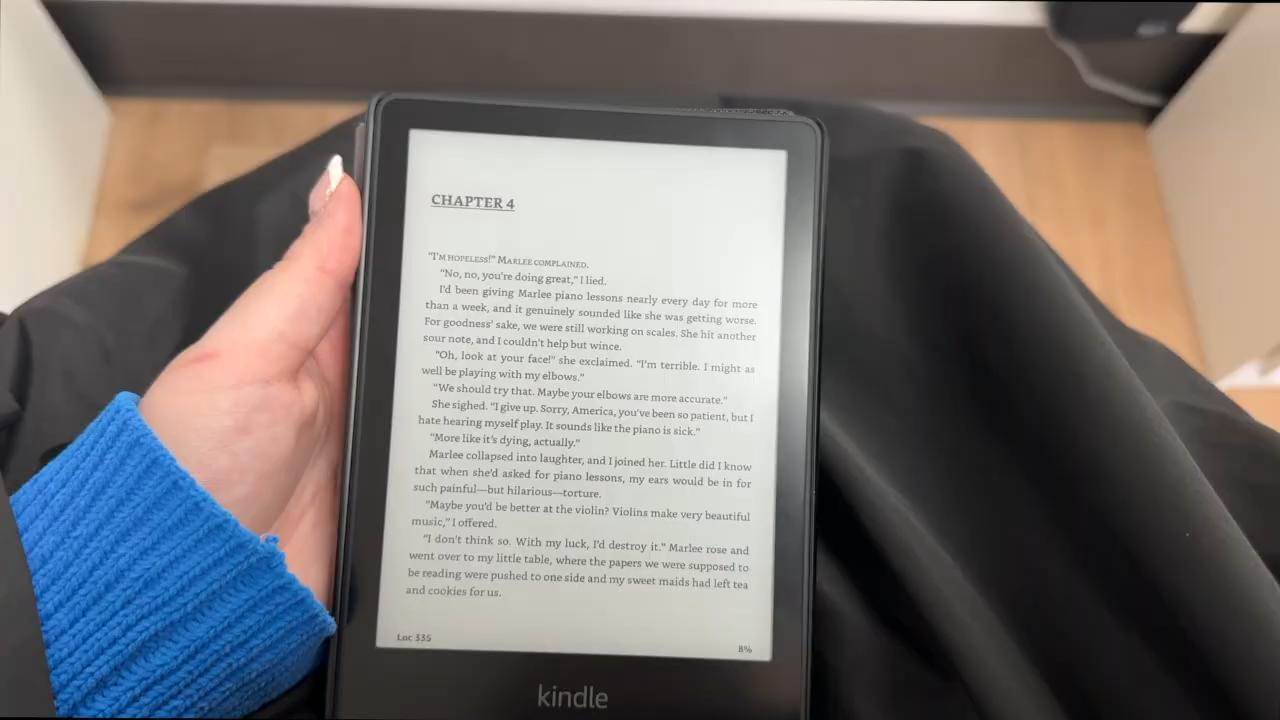 CHAPTER 4
"I'M HOPELESS!" MARLEE COMPLAINED.
"No, no, you're doing great," I lied.
I'd been giving Marlee piano lessons nearly every day for more
than a week, and it genuinely sounded like she was getting worse.
For goodness' sake, we were still working on scales. She hit another
sour note, and I couldn't help but wince.
"Oh, look at your face!" she exclaimed. "I'm terrible. I might as
well be playing with my elbows."
"We should try that. Maybe your elbows are more accurate."
She sighed. "I give up. Sorry, America, you've been so patient, but I
hate hearing myself play. It sounds like the piano is sick."
"More like it's dying, actually."
Marlee collapsed into laughter, and I joined her. Little did I know
that when she'd asked for piano lessons, my ears would be in for
such painful—but hilarious—torture.
"Maybe you'd be better at the violin? Violins make very beautiful
music," I offered.
"I don't think so. With my luck, I'd destroy it." Marlee rose and
went over to my little table, where the papers we were supposed to
be reading were pushed to one side and my sweet maids had left tea
and cookies for us.
Loc 335
8%
kindle